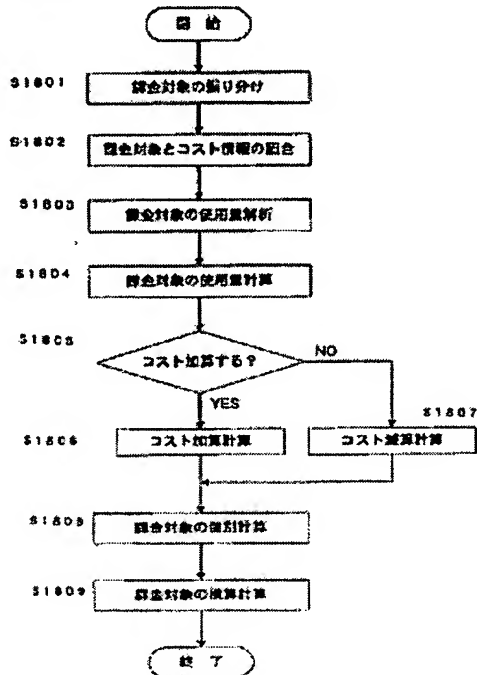 開 始
S1801
課金対象の振り分け
S1802
課金対象とコスト情報の照合
S1803
課金対象の使用量解析
S1804
課金対象の使用量計算
S1805
コスト加算する?
NO
YES
S1807
S1806
コスト加算計算
コスト減算計算
S1808
課金対象の種別計算
S1809
課金対象の積算計算
終 了